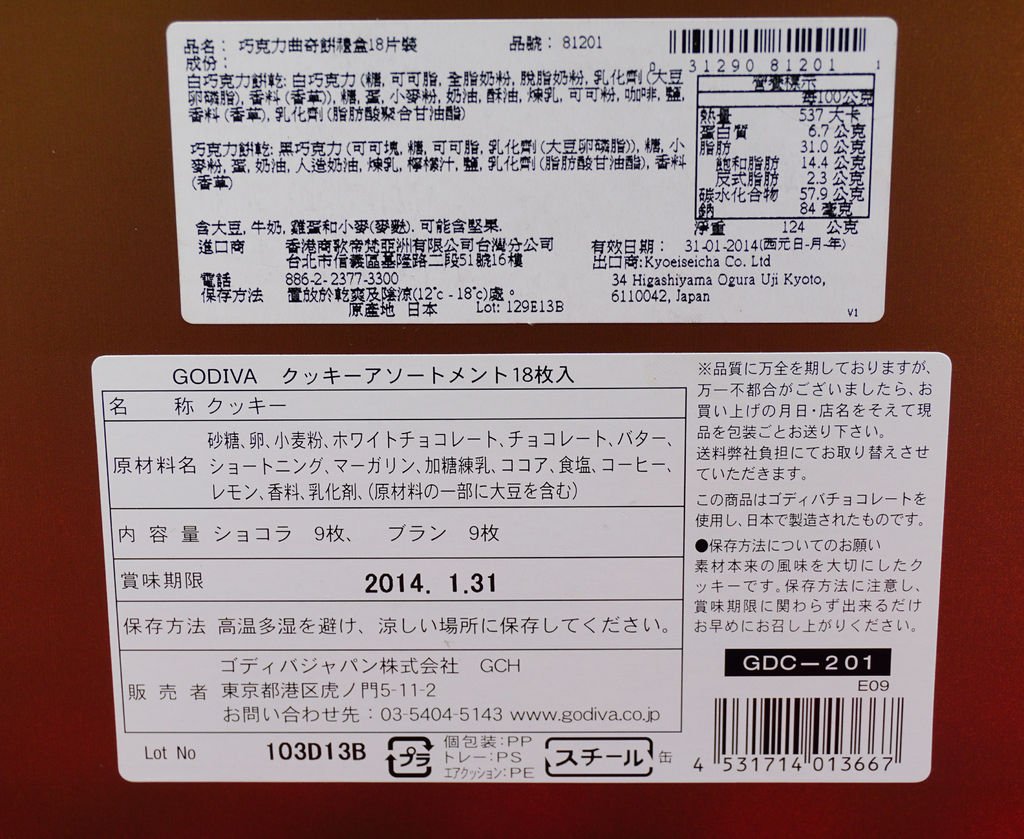 品名： 巧克力曲奇餅禮盒18片裝
品號： 81201
成份：
白巧克力餅乾: 白巧克力 (糖, 可可脂, 全脂奶粉, 脫脂奶粉, 乳化劑 (大豆
卵磷脂), 香料 (香草)), 糖, 蛋, 小麥粉, 奶油, 酥油, 煉乳, 可可粉, 咖啡, 鹽,
香料 (香草), 乳化劑 (脂肪酸聚合甘油酯)
巧克力餅乾: 黑巧克力 (可可塊, 糖, 可可脂, 乳化劑 (大豆卵磷脂)), 糖, 小
麥粉, 蛋, 奶油, 人造奶油, 煉乳, 檸檬汁, 鹽, 乳化劑 (脂肪酸甘油酯), 香料
(香草)
含大豆, 牛奶, 雞蛋和小麥(麥麩). 可能含堅果.
進口商 香港商歌帝梵亞洲有限公司台灣分公司
台北市信義區基隆路二段51號16樓
電話 886-2-2377-3300
保存方法 置放於乾爽及陰涼(12°c - 18°c)處。
原產地 日本 Lot: 129E13B
0 31290 81201 1
營養標示
每100公克
熱量 537 大卡
蛋白質 6.7 公克
脂肪 31.0 公克
飽和脂肪 14.4 公克
反式脂肪 2.3 公克
碳水化合物 57.9 公克
鈉 84 毫克
淨重 124 公克
有效日期： 31-01-2014(西元日-月-年)
出口商:Kyoeiseicha Co. Ltd
34 Higashiyama Ogura Uji Kyoto,
6110042, Japan
V1
GODIVA クッキーアソートメント18枚入
名 称 クッキー
原材料名 砂糖、卵、小麦粉、ホワイトチョコレート、チョコレート、バター、
ショートニング、マーガリン、加糖練乳、ココア、食塩、コーヒー、
レモン、香料、乳化剤、(原材料の一部に大豆を含む)
内 容 量 ショコラ 9枚、 ブラン 9枚
賞味期限 2014. 1.31
保存方法 高温多湿を避け、涼しい場所に保存してください。
販 売 者 ゴディバジャパン株式会社 GCH
東京都港区虎ノ門5-11-2
お問い合わせ先：03-5404-5143 www.godiva.co.jp
Lot No 103D13B
プラ
個包装:PP
トレー:PS
エアクッション:PE
スチール 缶
※品質に万全を期しておりますが、
万一不都合がございましたら、お
買い上げの月日・店名をそえて現
品を包装ごとお送り下さい。
送料弊社負担にてお取り替えさせ
ていただきます。
この商品はゴディバチョコレートを
使用し、日本で製造されたものです。
●保存方法についてのお願い
素材本来の風味を大切にしたク
ッキーです。保存方法に注意し、
賞味期限に関わらず出来るだけ
お早めにお召し上がりください。
GDC-201
E09
4 531714 013667